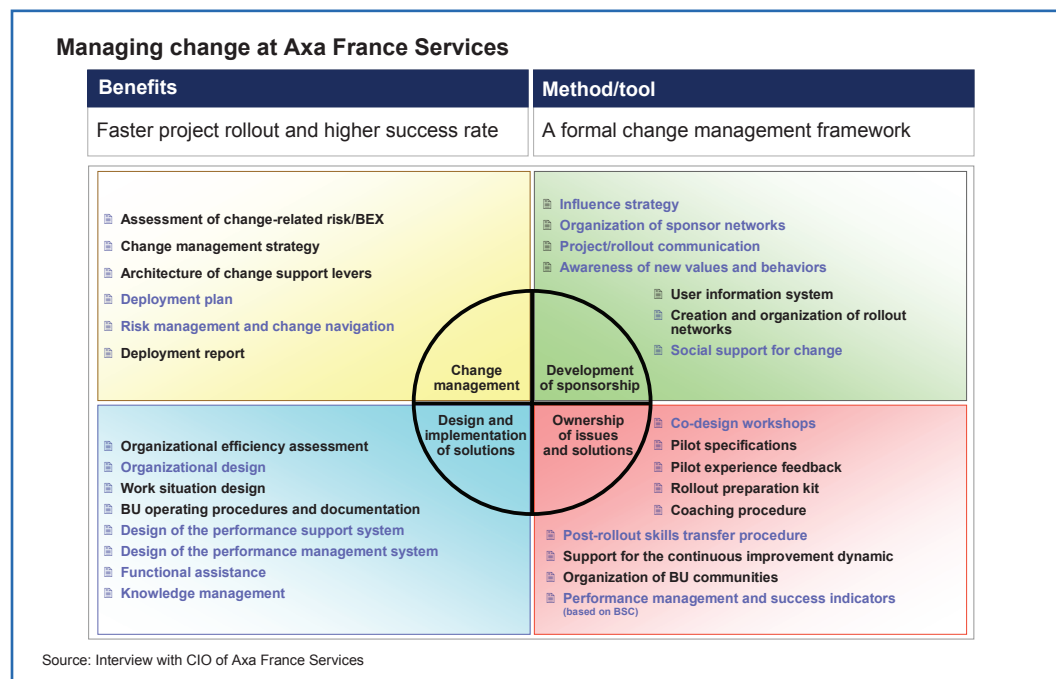 Managing change at Axa France Services
Benefits
Method/tool
Faster project rollout and higher success rate
A formal change management framework
Assessment of change-related risk/BEX
Change management strategy
Architecture of change support levers
Deployment plan
Risk management and change navigation
Deployment report
Change
management
Influence strategy
Organization of sponsor networks
Project/rollout communication
Awareness of new values and behaviors
User information system
Creation and organization of rollout
networks
Social support for change
Development
of sponsorship
Design and
implementation
of solutions
Organizational efficiency assessment
Organizational design
Work situation design
BU operating procedures and documentation
Design of the performance support system
Design of the performance management system
Functional assistance
Knowledge management
Ownership
of issues
and solutions
Co-design workshops
Pilot specifications
Pilot experience feedback
Rollout preparation kit
Coaching procedure
Post-rollout skills transfer procedure
Support for the continuous improvement dynamic
Organization of BU communities
Performance management and success indicators
(based on BSC)
Source: Interview with CIO of Axa France Services